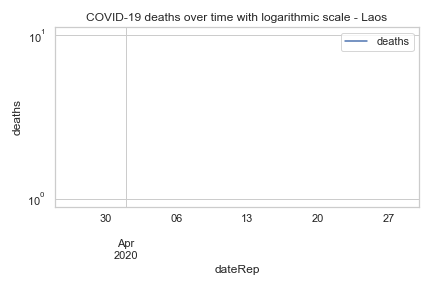 COVID-19 deaths over time with logarithmic scale - Laos
deaths
10¹
10⁰
deaths
30
06
13
20
27
Apr
2020
dateRep